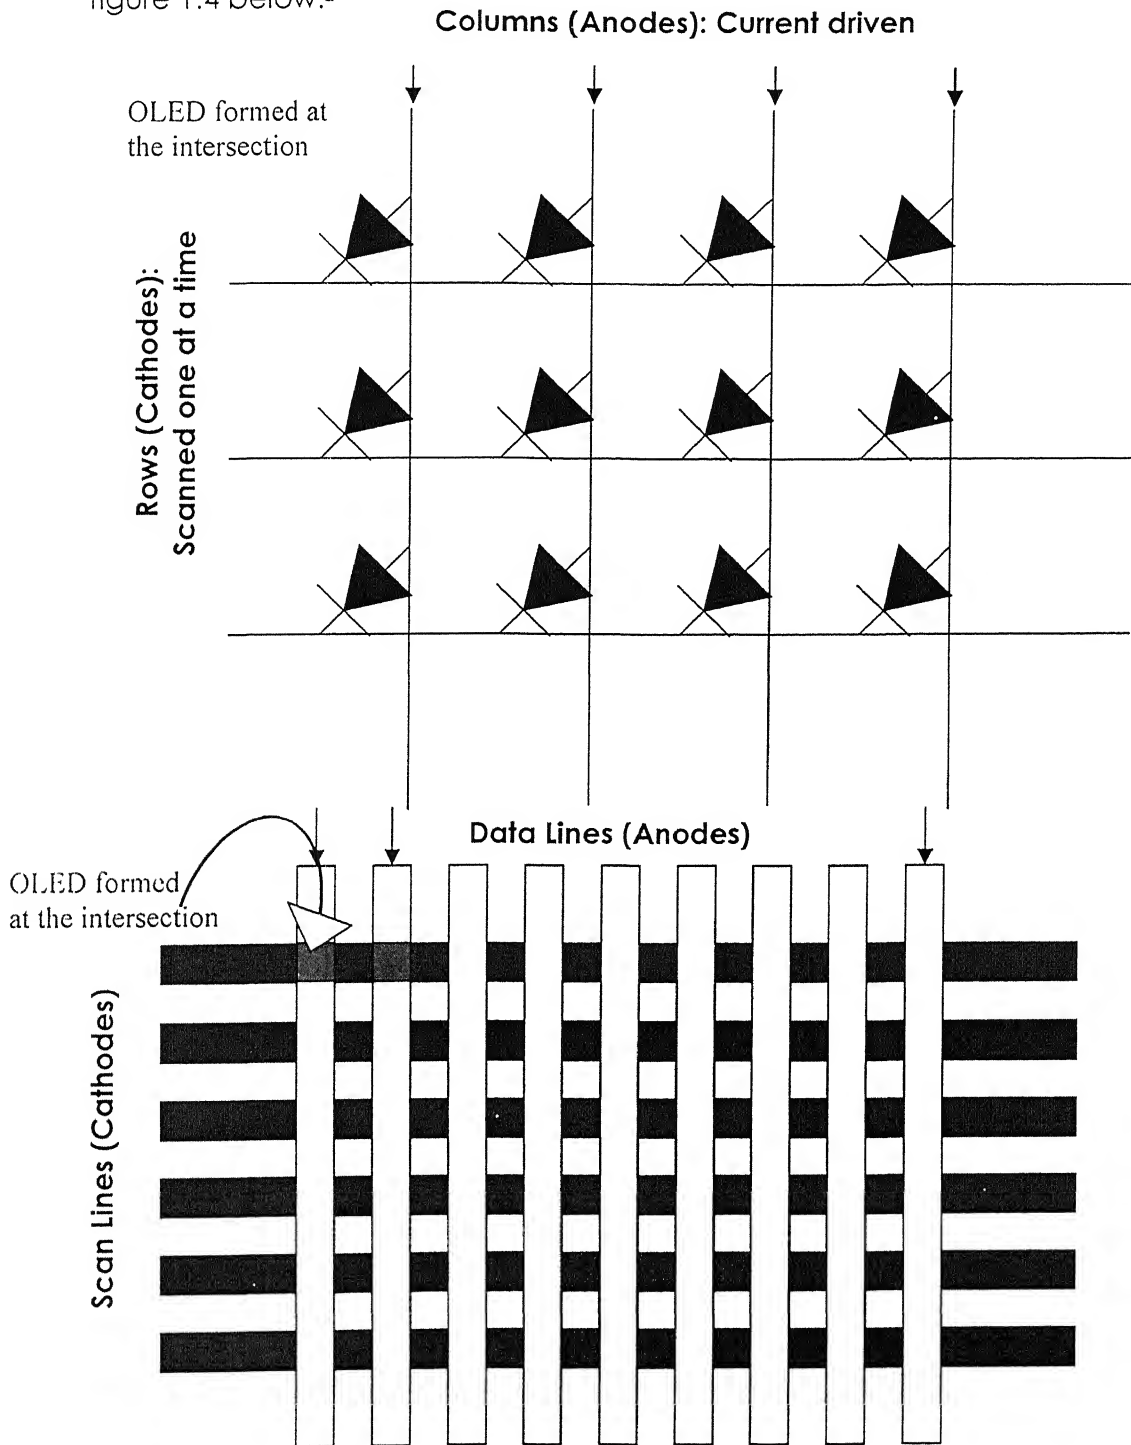 figure 1.4 below.
Columns (Anodes): Current driven
OLED formed at
the intersection
Rows (Cathodes):
Scanned one at a time
Data Lines (Anodes)
OLED formed
at the intersection
Scan Lines (Cathodes)